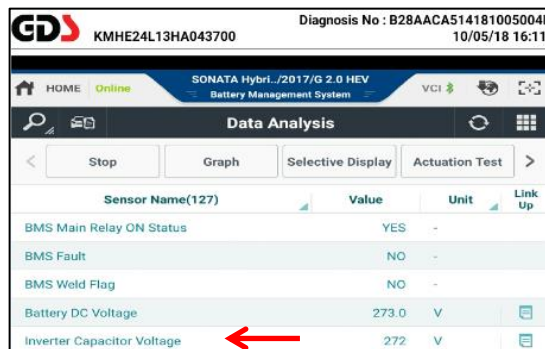 GDS KMHE24L13HA043700 Diagnosis No : B28AACA514181005004
10/05/18 16:11
HOME Online SONATA Hybri../2017/G 2.0 HEV VCI
Battery Management System
Data Analysis
Stop Graph Selective Display Actuation Test
Sensor Name(127) Value Unit Link Up
BMS Main Relay ON Status YES -
BMS Fault NO -
BMS Weld Flag NO -
Battery DC Voltage 273.0 V
Inverter Capacitor Voltage 272 V